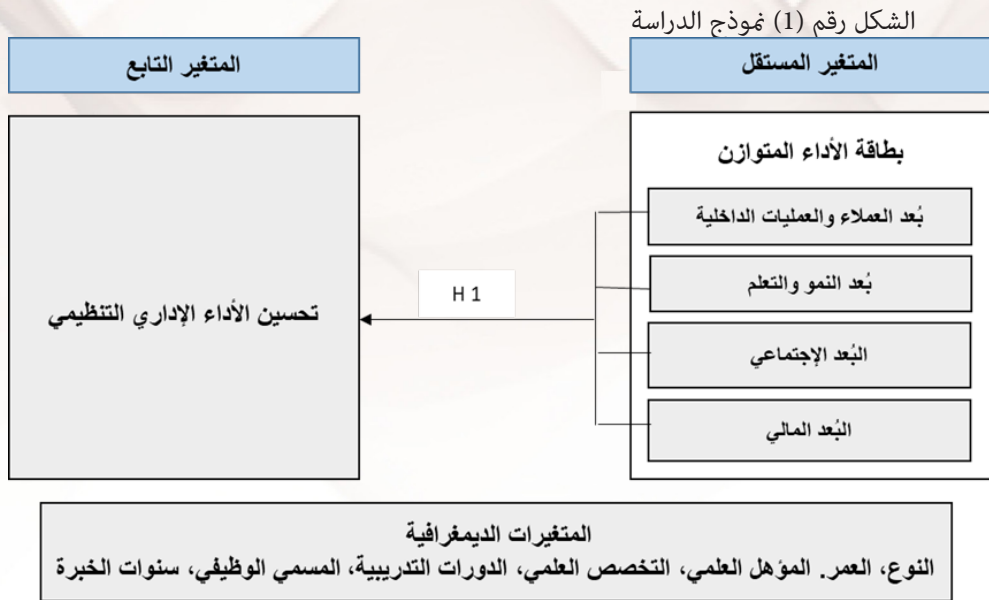 الشكل رقم (1) نموذج الدراسة
المتغير المستقل
المتغير التابع
بطاقة الأداء المتوازن
بُعد العملاء والعمليات الداخلية
بُعد النمو والتعلم
البُعد الإجتماعي
البُعد المالي
H 1
تحسين الأداء الإداري التنظيمي
المتغيرات الديمغرافية
النوع، العمر. المؤهل العلمي، التخصص العلمي، الدورات التدريبية، المسمي الوظيفي، سنوات الخبرة